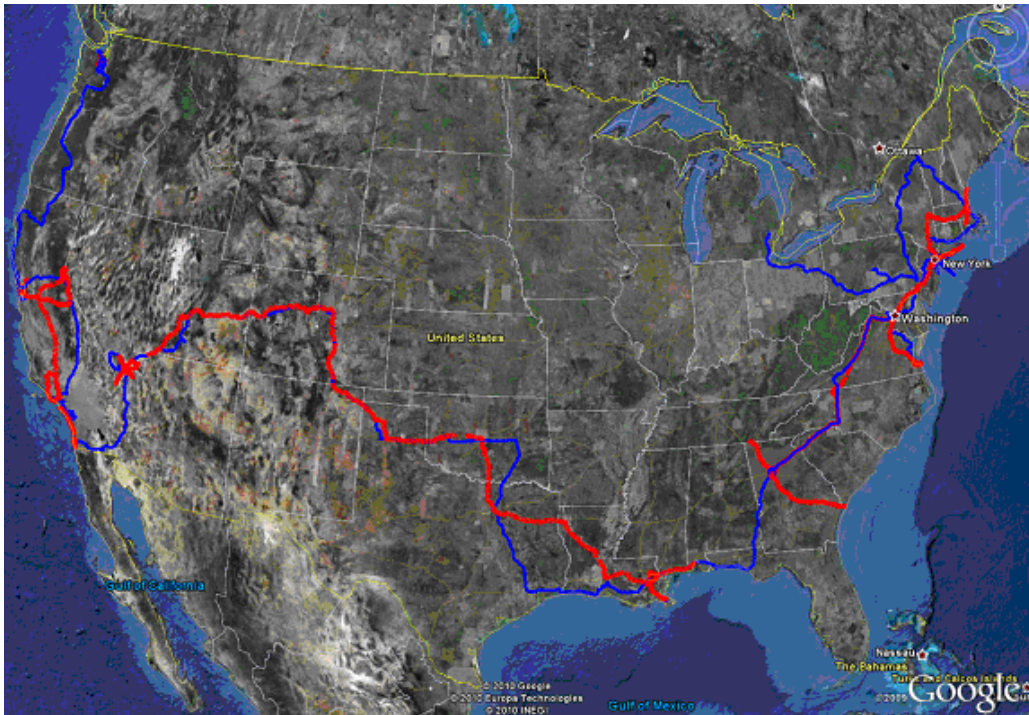 Ottawa
New York
Washington
United States
Gulf of California
Nassau
The Bahamas
Turks and Caicos Islands
© 2010 Google
© 2010 Europa Technologies
© 2010 INEGI
Gulf of Mexico
©2009 Google